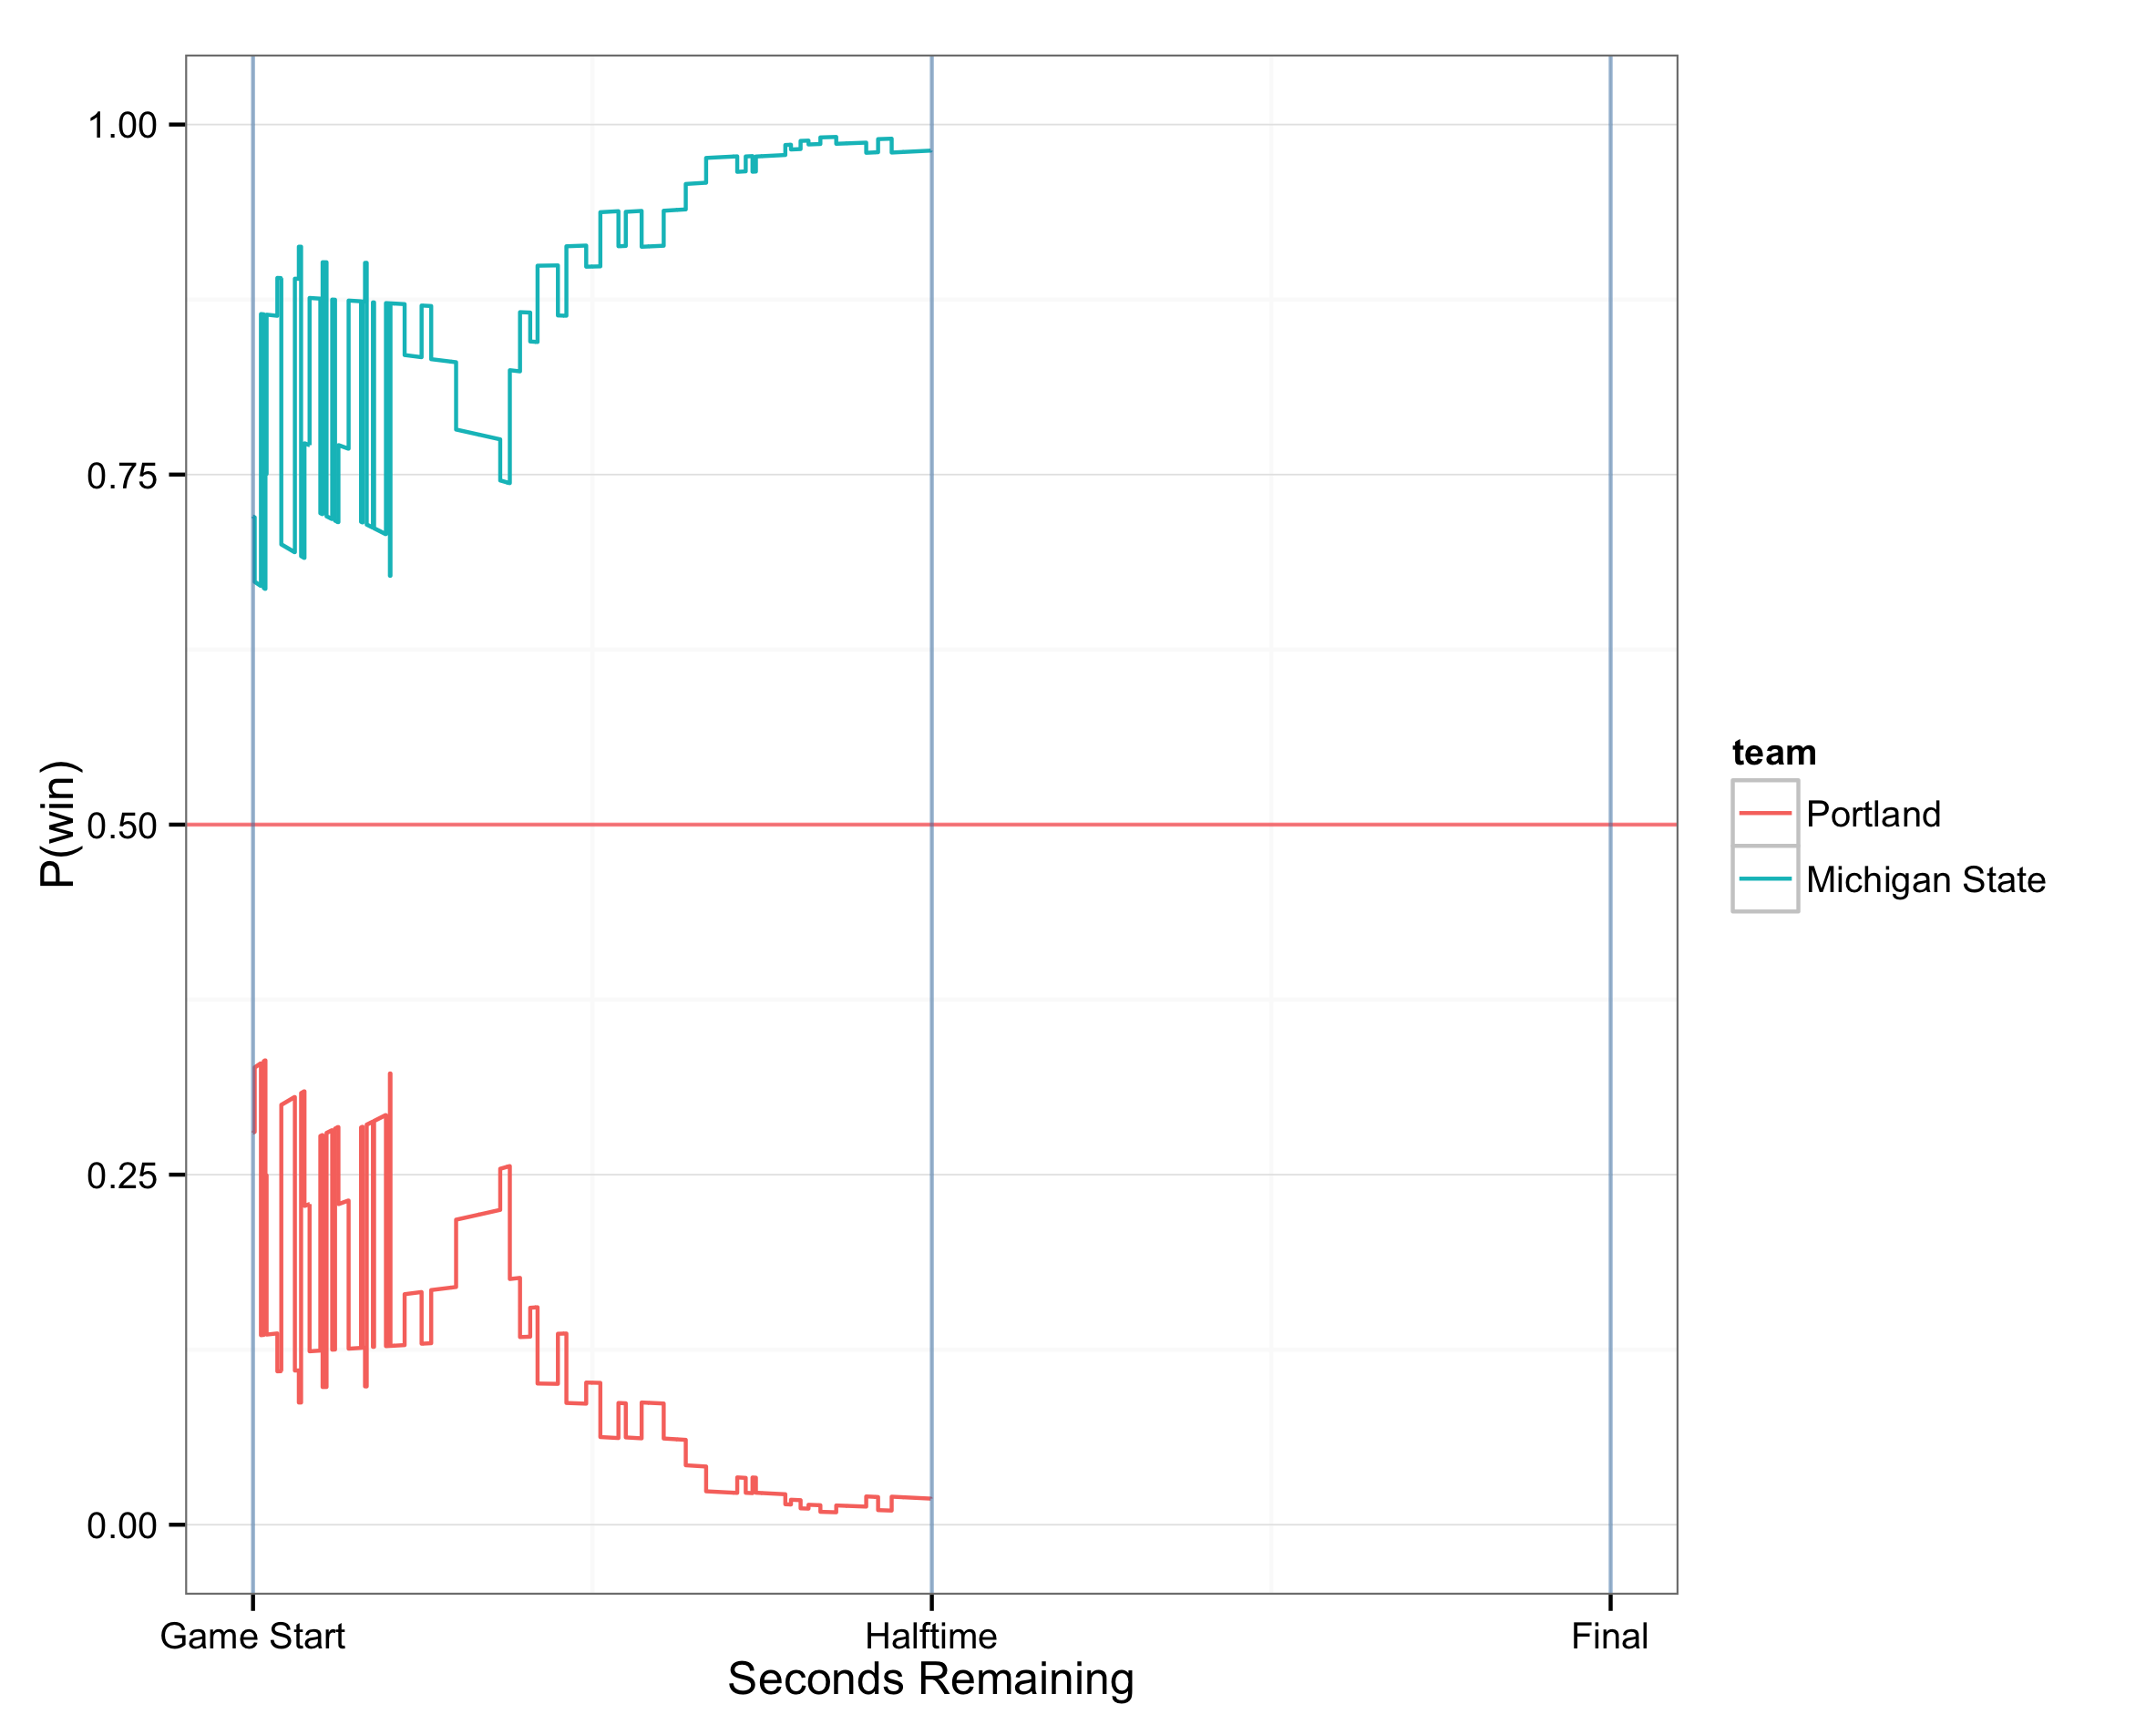 1.00
0.75
0.50
0.25
0.00
P(win)
Game Start
Halftime
Final
Seconds Remaining
team
Portland
Michigan State